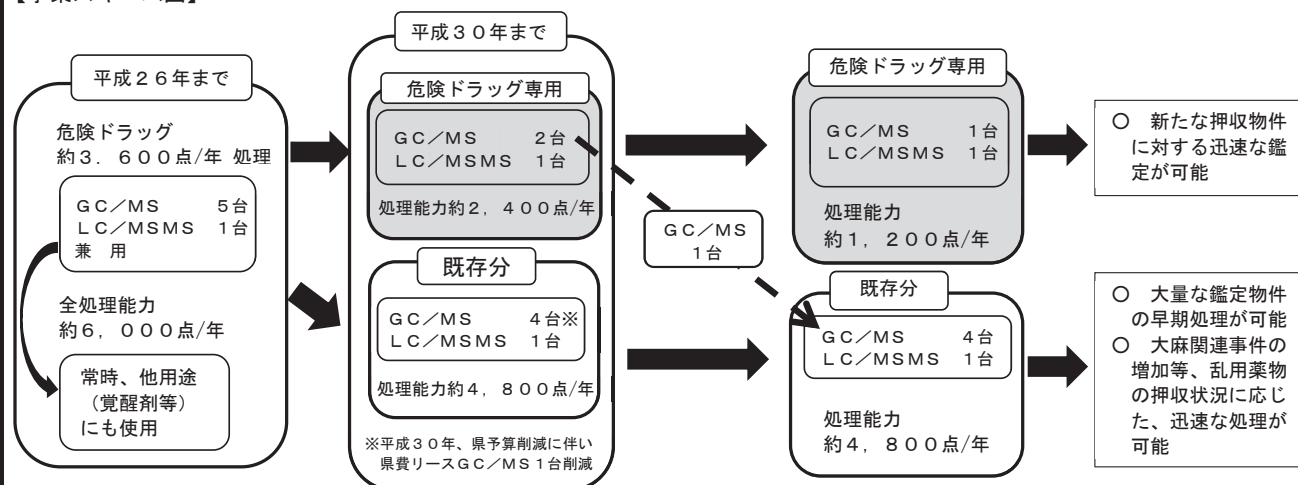 平成２６年まで
危険ドラッグ
約３．６００点/年 処理
ＧＣ／ＭＳ　５台
ＬＣ／ＭＳＭＳ　１台
兼　用
全処理能力
約６，０００点/年
常時、他用途
（覚醒剤等）
にも使用
平成３０年まで
危険ドラッグ専用
ＧＣ／ＭＳ　２台
ＬＣ／ＭＳＭＳ　１台
処理能力約２，４００点/年
既存分
ＧＣ／ＭＳ　４台※
ＬＣ／ＭＳＭＳ　１台
処理能力約４，８００点/年
※平成３０年、県予算削減に伴い
県費リースＧＣ／ＭＳ１台削減
ＧＣ／ＭＳ
１台
危険ドラッグ専用
ＧＣ／ＭＳ　１台
ＬＣ／ＭＳＭＳ　１台
処理能力
約１，２００点/年
既存分
ＧＣ／ＭＳ　４台
ＬＣ／ＭＳＭＳ　１台
処理能力
約４，８００点/年
○　新たな押収物件
に対する迅速な鑑
定が可能
○　大量な鑑定物件
の早期処理が可能
○　大麻関連事件の
増加等、乱用薬物
の押収状況に応じ
た、迅速な処理が
可能